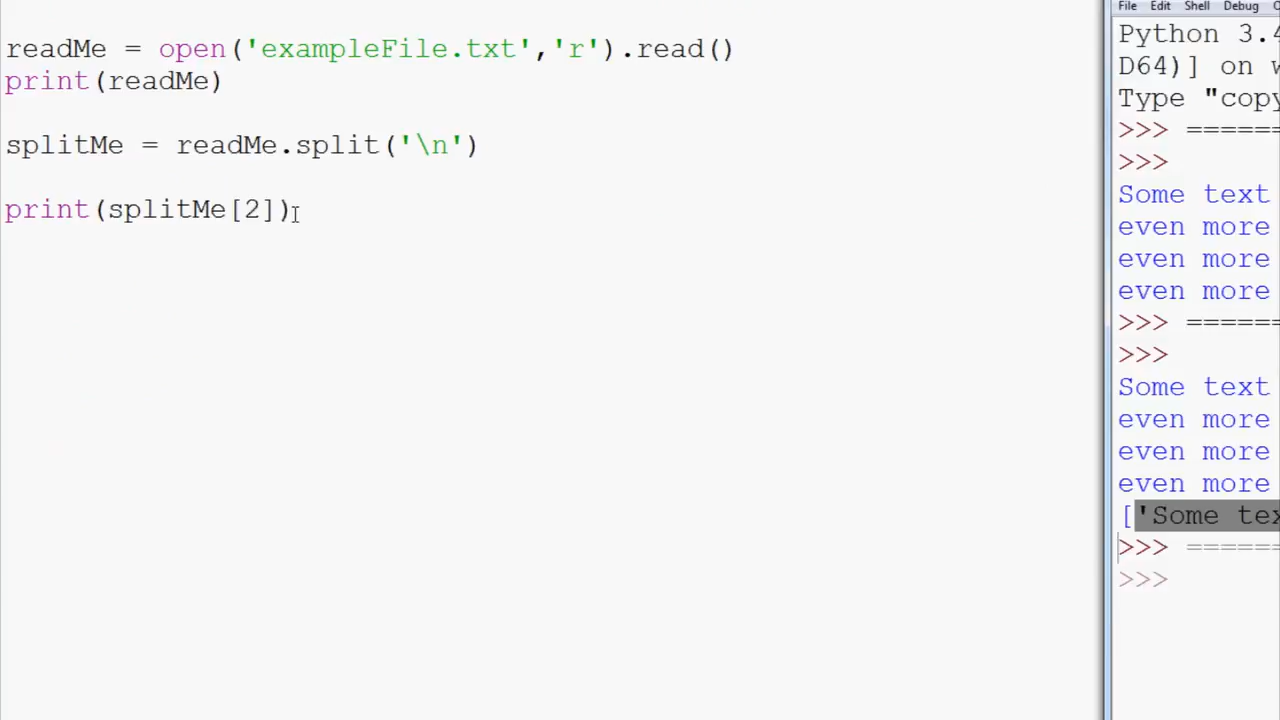 readMe = open('exampleFile.txt','r').read()
print(readMe)
splitMe = readMe.split('\n')
print(splitMe[2])
File Edit Shell Debug
Python 3.4
D64)] on
Type "copy
>>> ======
>>>
Some text
even more
even more
even more
>>> ======
>>>
Some text
even more
even more
even more
['Some tex
>>> ======
>>>